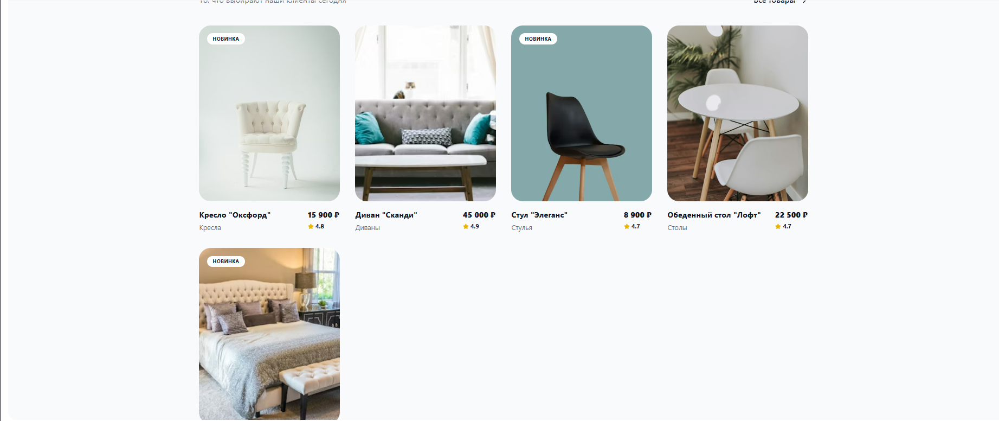 То, что выбирают наши клиенты сегодня
Все товары
НОВИНКА
НОВИНКА
Кресло "Оксфорд"
15 900 ₽
Кресла
4.8
Диван "Сканди"
45 000 ₽
Диваны
4.9
Стул "Элеганс"
8 900 ₽
Стулья
4.7
Обеденный стол "Лофт"
22 500 ₽
Столы
4.7
НОВИНКА